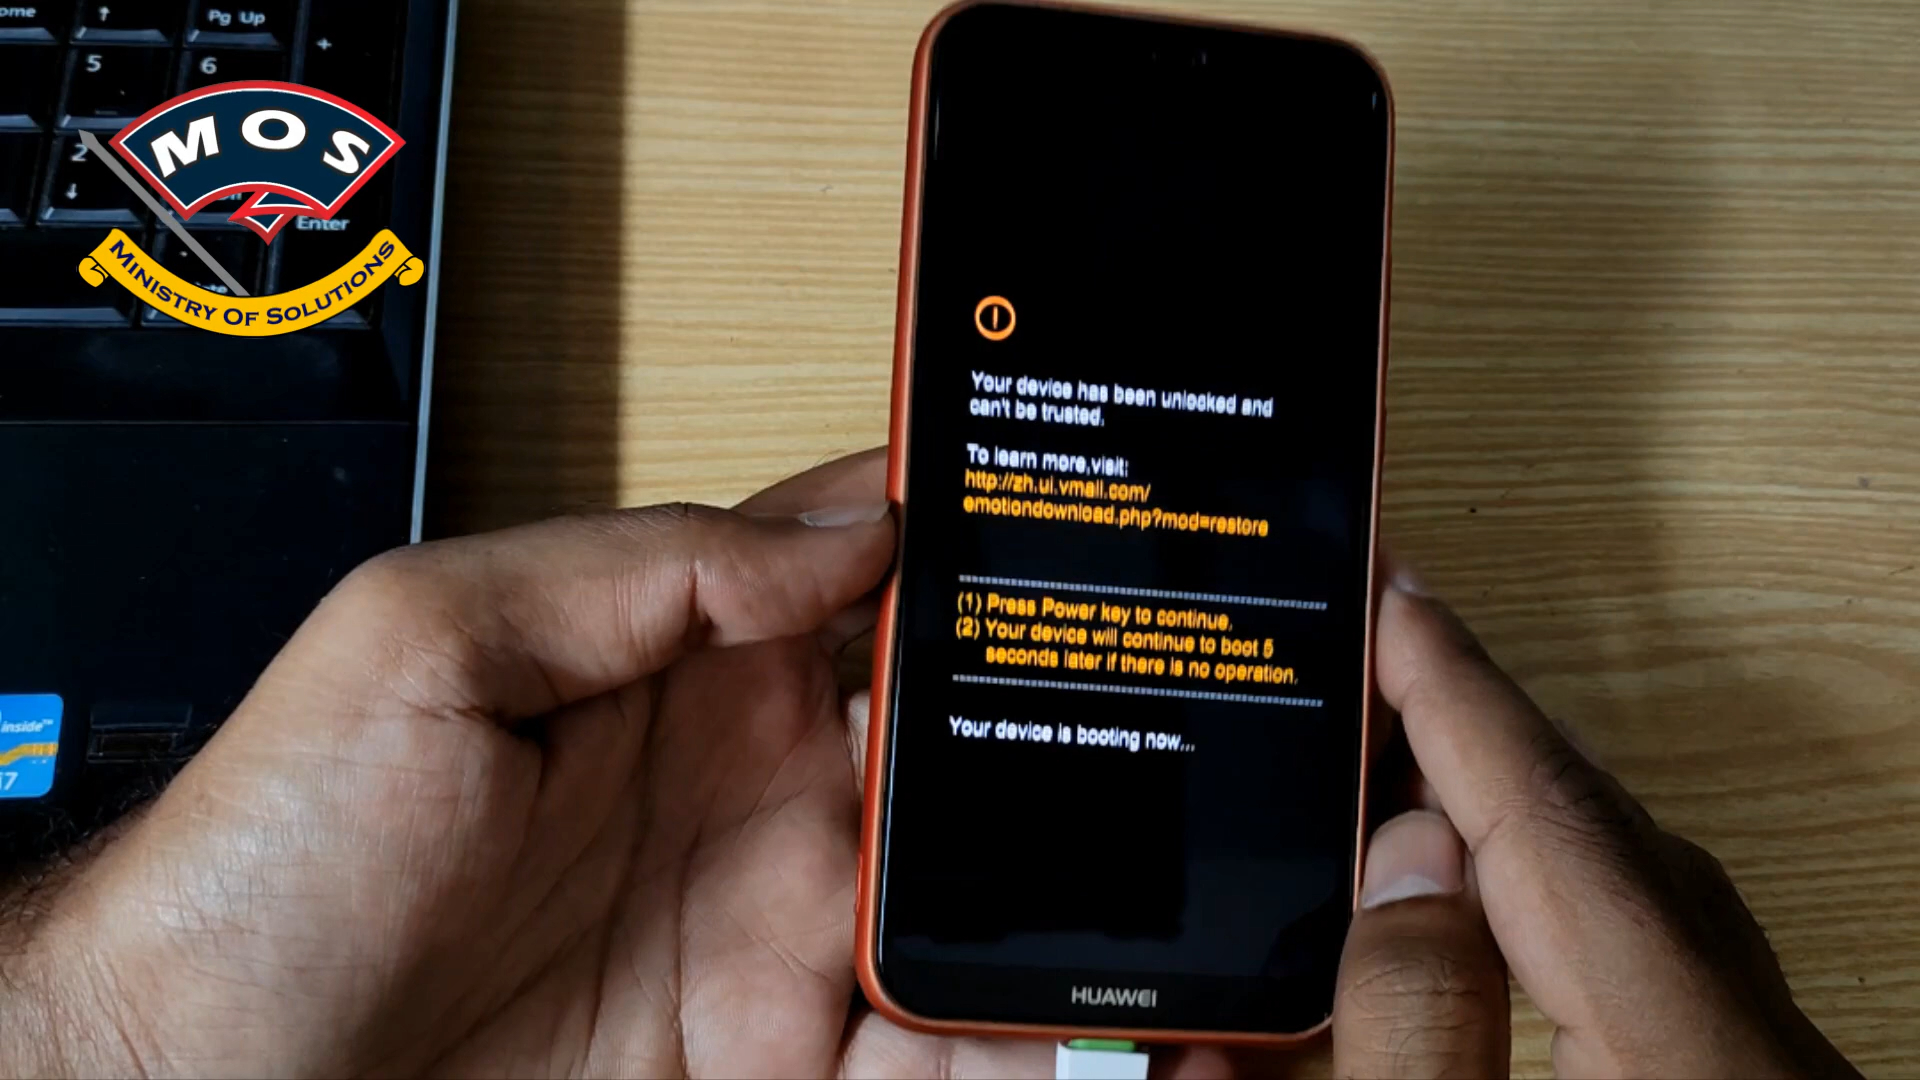 ome
↑
Pg Up
+
5
6
2
↓
Enter
MOS
MINISTRY OF SOLUTIONS
inside™
i7
Your device has been unlocked and
can't be trusted.
To learn more,visit:
http://zh.ui.vmall.com/
emotiondownload.php?mod=restore
(1) Press Power key to continue.
(2) Your device will continue to boot 5
seconds later if there is no operation.
Your device is booting now...
HUAWEI